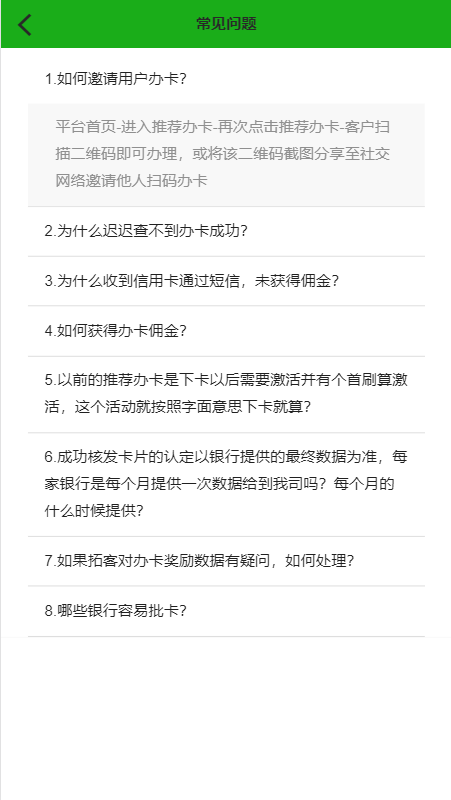 常见问题
1.如何邀请用户办卡?
平台首页-进入推荐办卡-再次点击推荐办卡-客户扫
描二维码即可办理，或将该二维码截图分享至社交
网络邀请他人扫码办卡
2.为什么迟迟查不到办卡成功?
3.为什么收到信用卡通过短信，未获得佣金?
4.如何获得办卡佣金?
5.以前的推荐办卡是下卡以后需要激活并有个首刷算激
活，这个活动就按照字面意思下卡就算?
6.成功核发卡片的认定以银行提供的最终数据为准，每
家银行是每个月提供一次数据给到我司吗？每个月的
什么时候提供?
7.如果拓客对办卡奖励数据有疑问，如何处理?
8.哪些银行容易批卡?